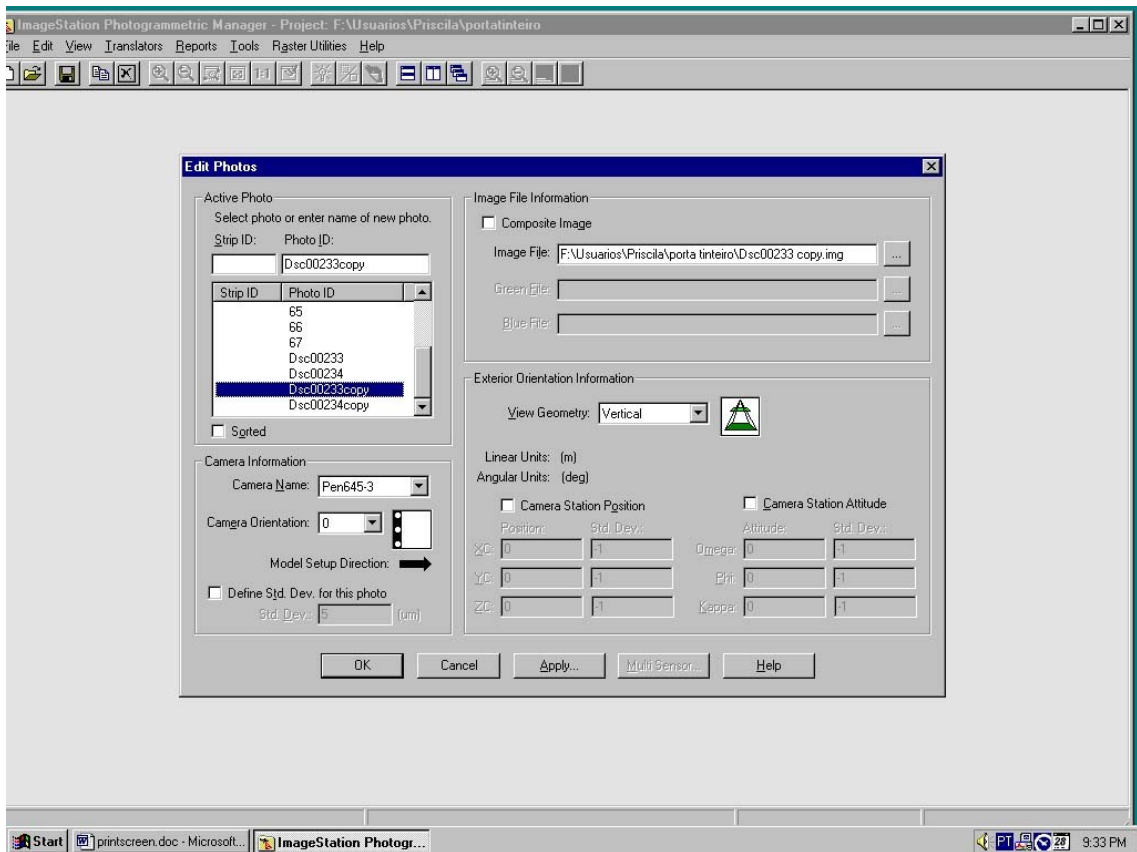 ImageStation Photogrammetric Manager - Project: F:\Usuarios\Priscila\portatinteiro
File Edit View Translators Reports Tools Raster Utilities Help
1:1
Edit Photos
Active Photo
Select photo or enter name of new photo.
Strip ID: Photo ID:
Dsc00233copy
Strip ID Photo ID
65
66
67
Dsc00233
Dsc00234
Dsc00233copy
Dsc00234copy
Sorted
Camera Information
Camera Name: Pen645-3
Camera Orientation: 0
Model Setup Direction:
Define Std. Dev. for this photo
Std. Dev.: 5 (um)
Image File Information
Composite Image
Image File: F:\Usuarios\Priscila\porta tinteiro\Dsc00233 copy.img ...
Green File: ...
Blue File: ...
Exterior Orientation Information
View Geometry: Vertical
Linear Units: (m)
Angular Units: (deg)
Camera Station Position Camera Station Attitude
Position: Std. Dev.: Attitude: Std. Dev.:
XC: 0 -1 Omega: 0 -1
YC: 0 -1 Phi: 0 -1
ZC: 0 -1 Kappa: 0 -1
OK Cancel Apply... Multi Sensor... Help
Start printscreen.doc - Microsoft... ImageStation Photogr... PT 28 9:33 PM